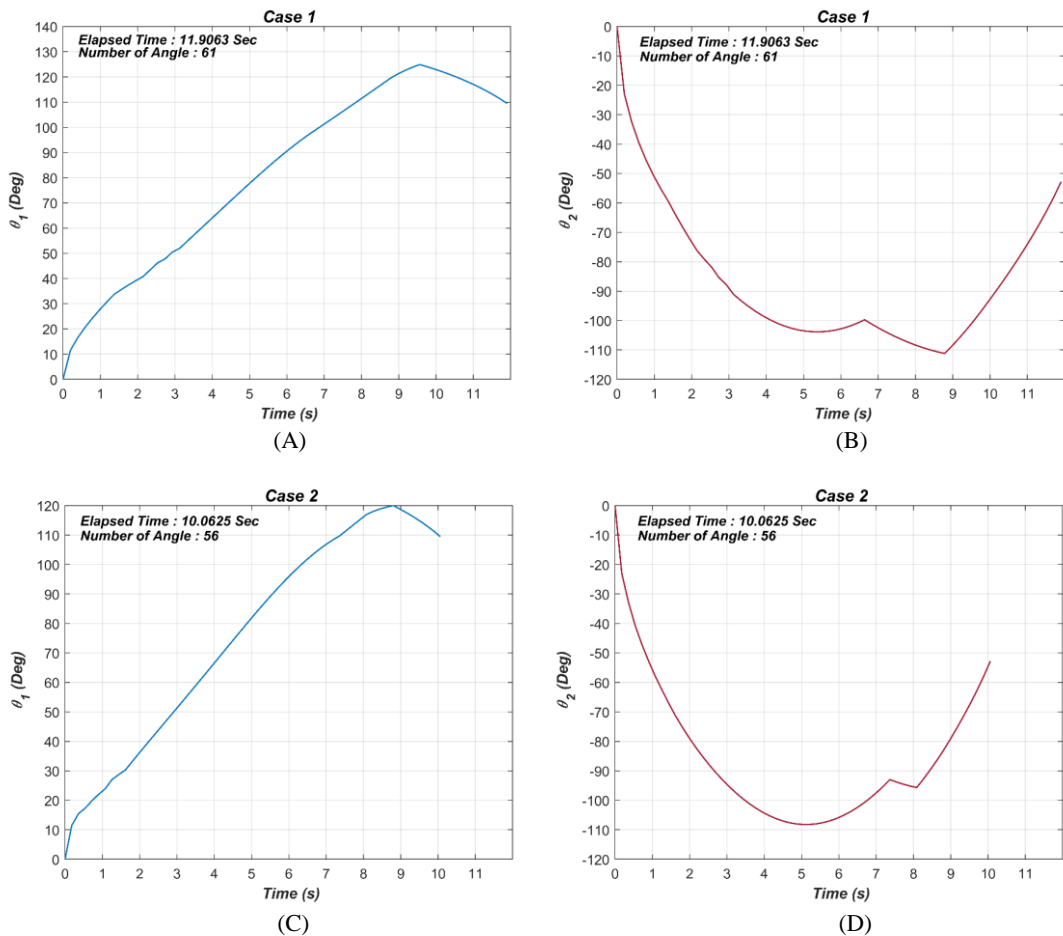 Case 1
Elapsed Time : 11.9063 Sec
Number of Angle : 61
140
130
120
110
100
90
80
70
60
50
40
30
20
10
0
θ1 (Deg)
0 1 2 3 4 5 6 7 8 9 10 11
Time (s)
(A)
Case 1
Elapsed Time : 11.9063 Sec
Number of Angle : 61
0
-10
-20
-30
-40
-50
-60
-70
-80
-90
-100
-110
-120
θ2 (Deg)
0 1 2 3 4 5 6 7 8 9 10 11
Time (s)
(B)
Case 2
Elapsed Time : 10.0625 Sec
Number of Angle : 56
120
110
100
90
80
70
60
50
40
30
20
10
0
θ1 (Deg)
0 1 2 3 4 5 6 7 8 9 10 11
Time (s)
(C)
Case 2
Elapsed Time : 10.0625 Sec
Number of Angle : 56
0
-10
-20
-30
-40
-50
-60
-70
-80
-90
-100
-110
-120
θ2 (Deg)
0 1 2 3 4 5 6 7 8 9 10 11
Time (s)
(D)